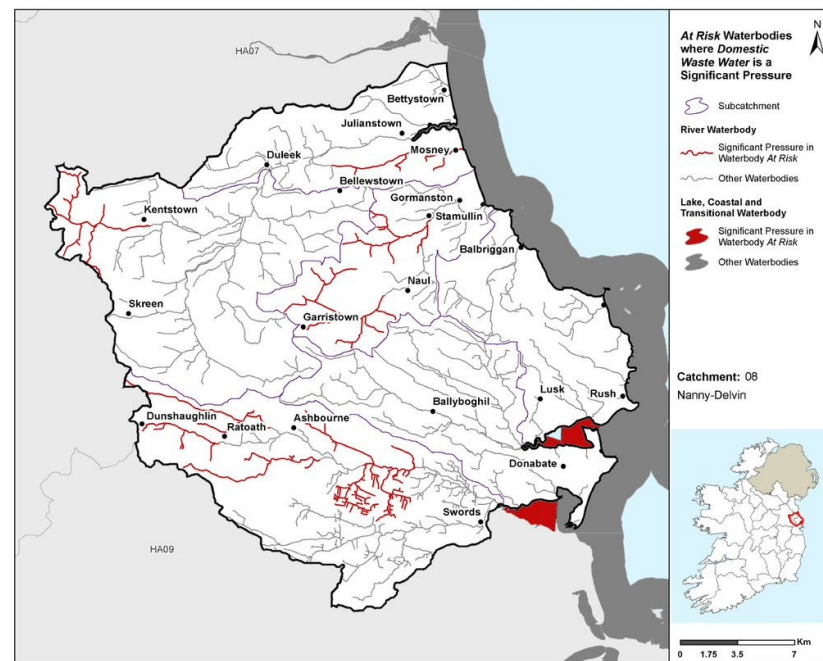 HA07
Bettystown
Julianstown
Mosney
Duleek
Bellewstown
Gormanston
Kentstown
Stamullin
Balbriggan
Naul
Skreen
Garristown
Lusk
Rush
Ballyboghil
Dunshaughlin
Ashbourne
Ratoath
Donabate
Swords
HA09
N
At Risk Waterbodies
where Domestic
Waste Water is a
Significant Pressure
Subcatchment
River Waterbody
Significant Pressure in
Waterbody At Risk
Other Waterbodies
Lake, Coastal and
Transitional Waterbody
Significant Pressure in
Waterbody At Risk
Other Waterbodies
Catchment: 08
Nanny-Delvin
Km
0 1.75 3.5 7